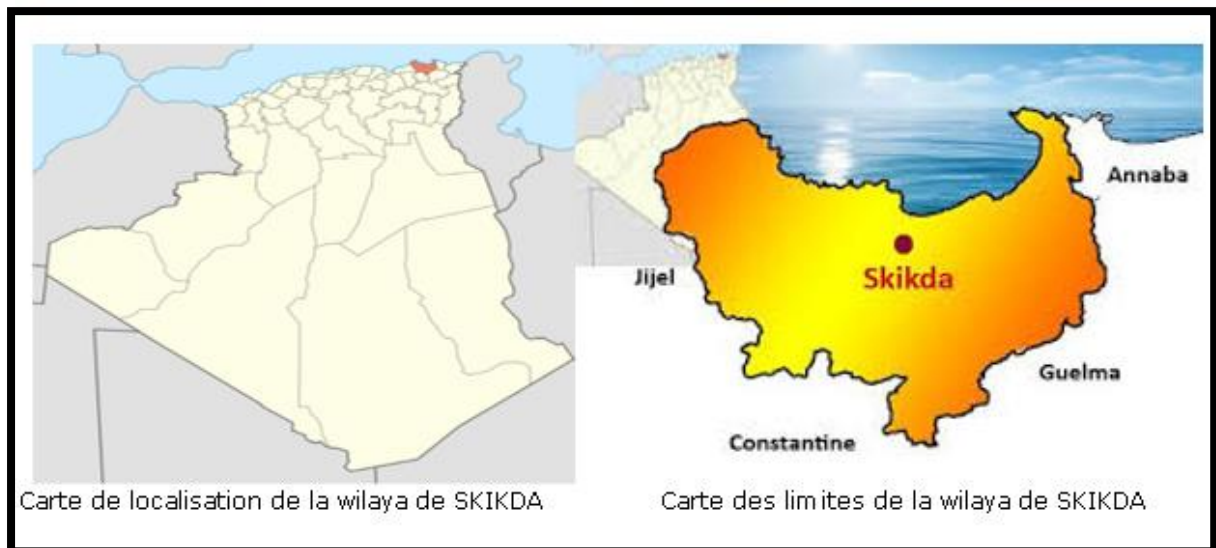 Annaba
Jijel
Skikda
Guelma
Constantine
Carte de localisation de la wilaya de SKIKDA
Carte des limites de la wilaya de SKIKDA